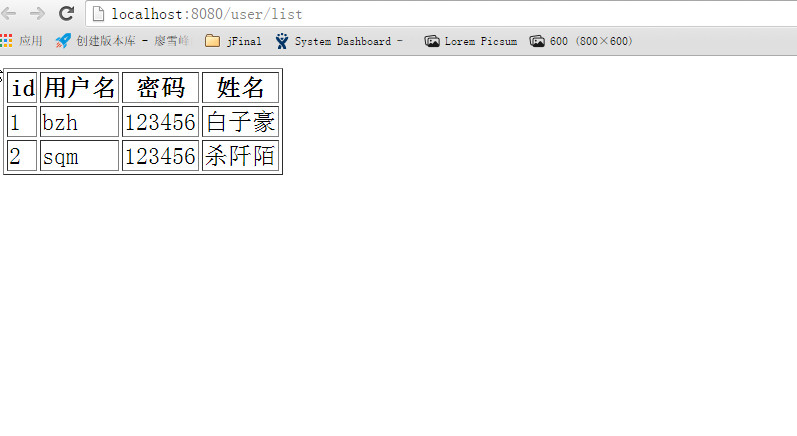 localhost:8080/user/list
应用 创建版本库 - 廖雪峰 jFinal System Dashboard - Lorem Picsum 600 (800×600)
id 用户名 密码 姓名
1 bzh 123456 白子豪
2 sqm 123456 杀阡陌